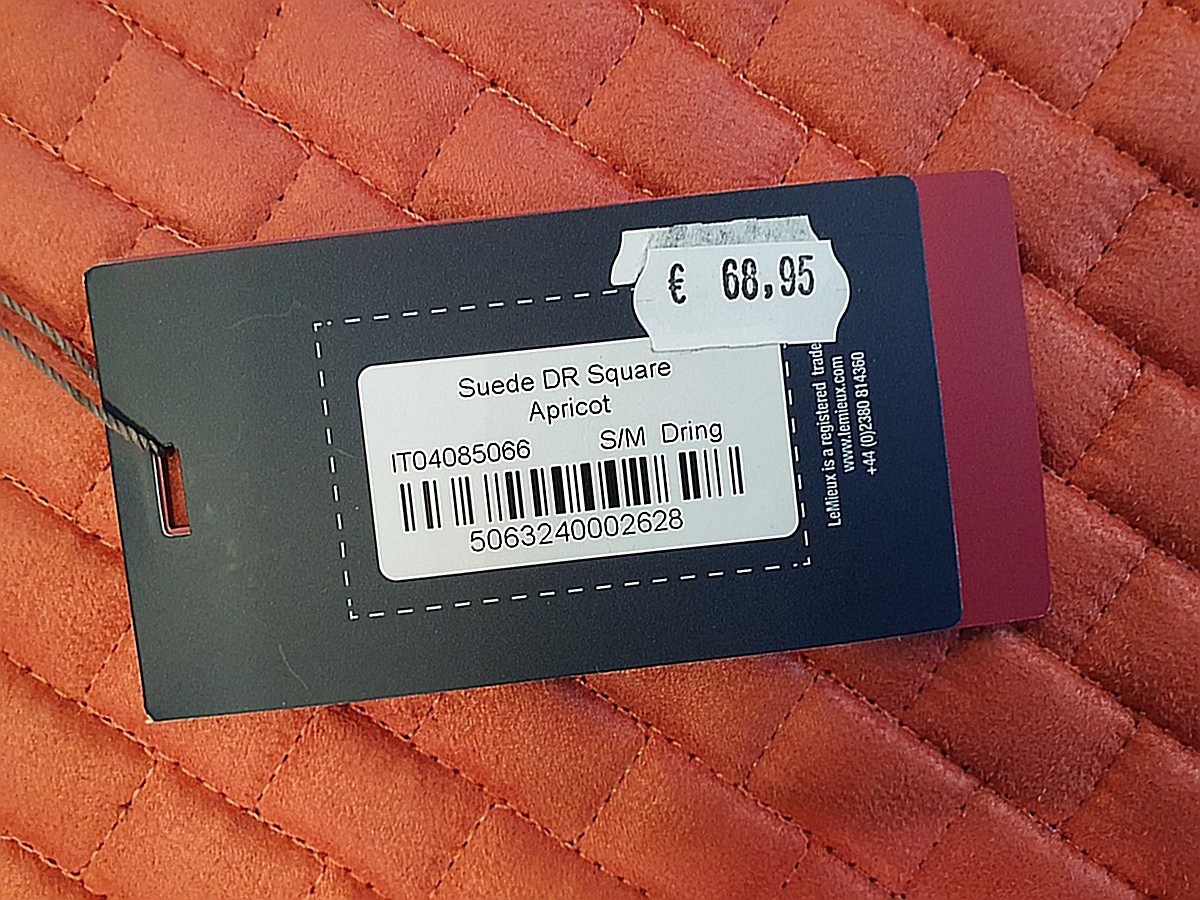 € 68,95
Suede DR Square
Apricot
IT04085066 S/M Dring
5063240002628
LeMieux is a registered trade
www.lemieux.com
+44 (0)2380 814360